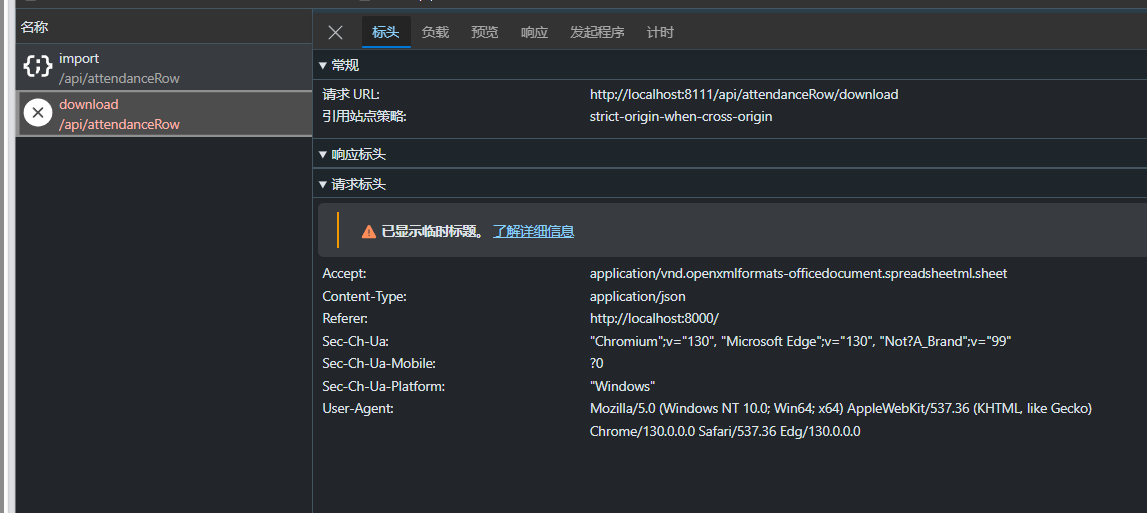 名称
import
/api/attendanceRow
download
/api/attendanceRow
标头 负载 预览 响应 发起程序 计时
常规
请求 URL: http://localhost:8111/api/attendanceRow/download
引用站点策略: strict-origin-when-cross-origin
响应标头
请求标头
已显示临时标题。 了解详细信息
Accept: application/vnd.openxmlformats-officedocument.spreadsheetml.sheet
Content-Type: application/json
Referer: http://localhost:8000/
Sec-Ch-Ua: "Chromium";v="130", "Microsoft Edge";v="130", "Not?A_Brand";v="99"
Sec-Ch-Ua-Mobile: ?0
Sec-Ch-Ua-Platform: "Windows"
User-Agent: Mozilla/5.0 (Windows NT 10.0; Win64; x64) AppleWebKit/537.36 (KHTML, like Gecko)
Chrome/130.0.0.0 Safari/537.36 Edg/130.0.0.0